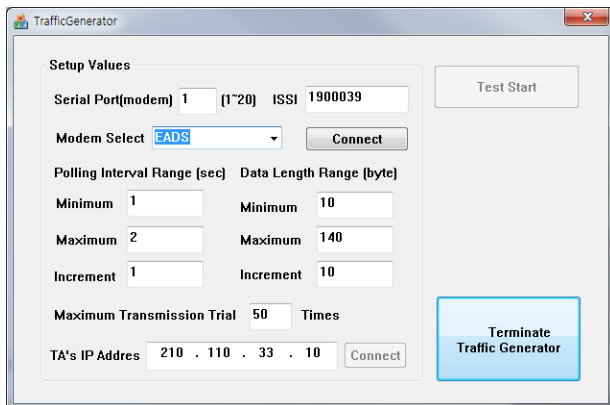 TrafficGenerator
Setup Values
Serial Port(modem) 1 (1~20) ISSI 1900039
Test Start
Modem Select EADS Connect
Polling Interval Range (sec) Data Length Range (byte)
Minimum 1 Minimum 10
Maximum 2 Maximum 140
Increment 1 Increment 10
Maximum Transmission Trial 50 Times
Terminate
Traffic Generator
TA's IP Addres 210 . 110 . 33 . 10 Connect